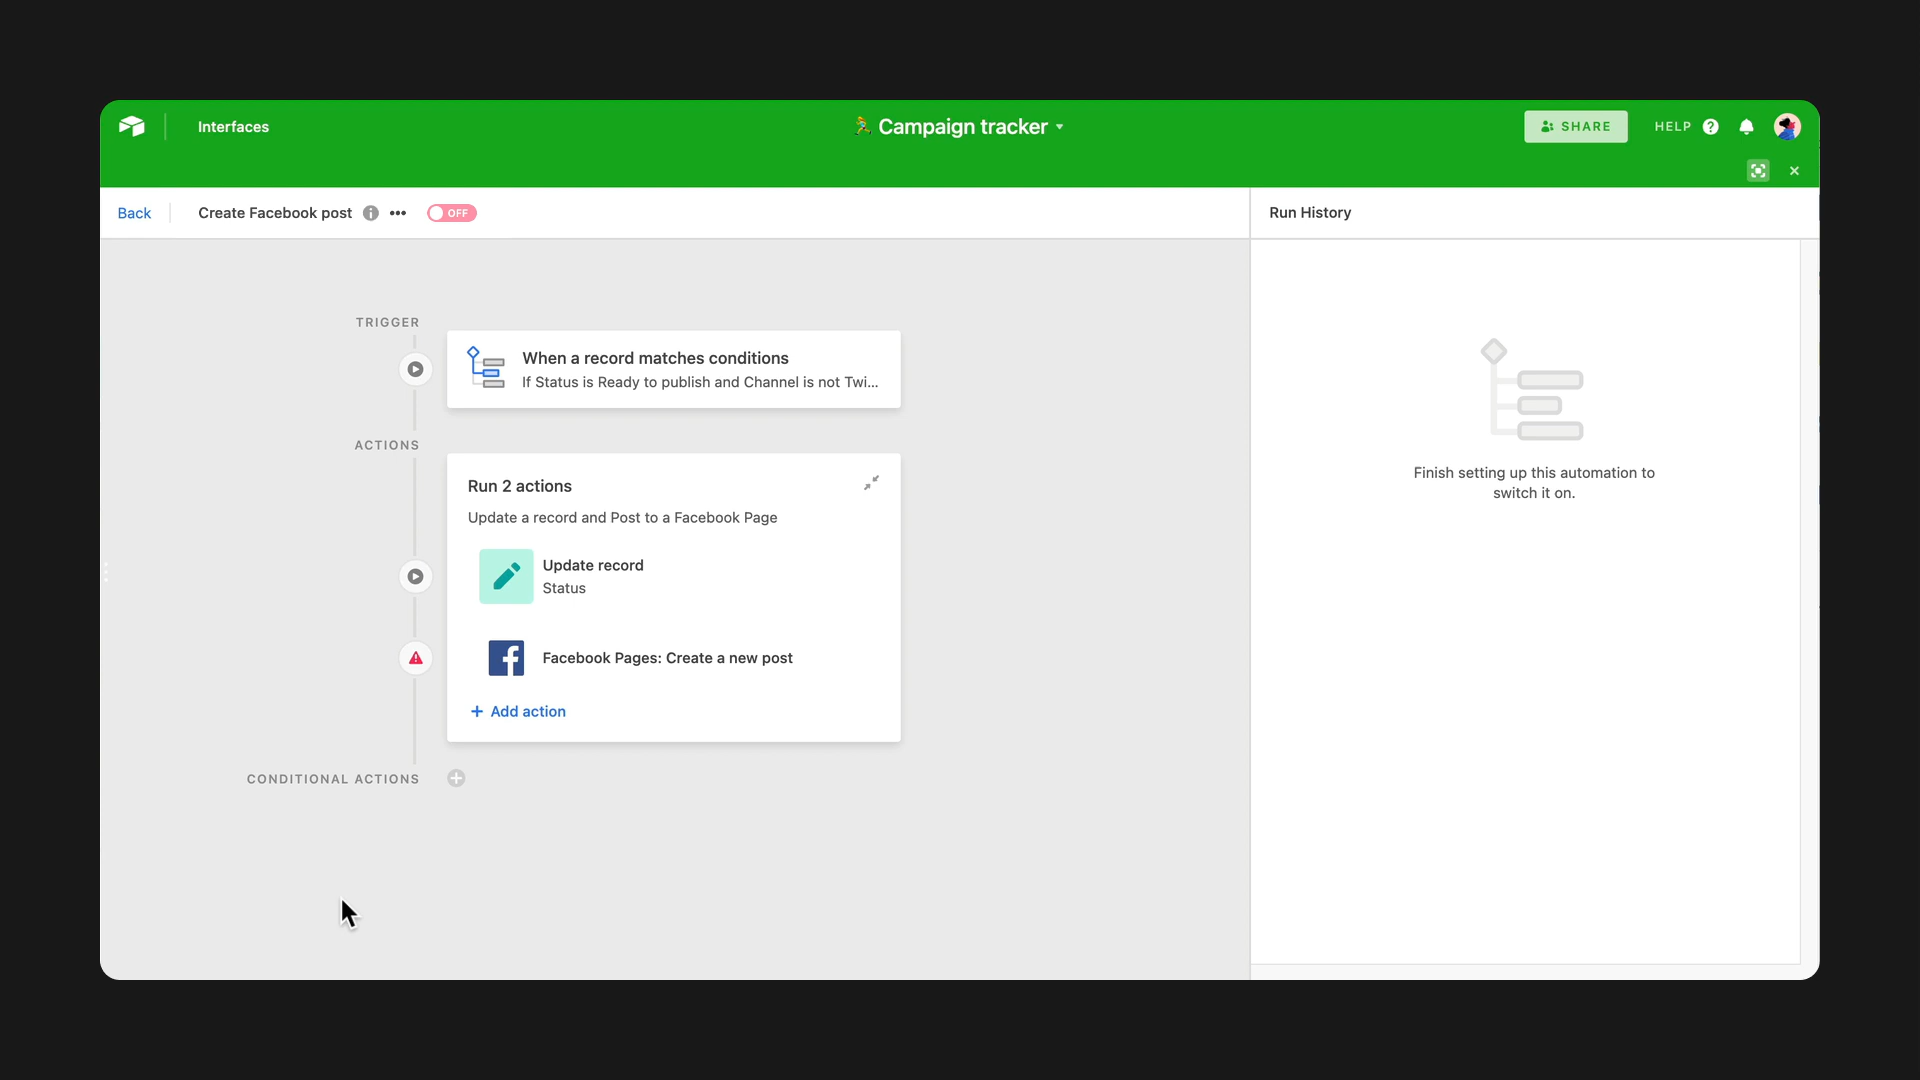 Interfaces
Campaign tracker
SHARE
HELP
Back
Create Facebook post
OFF
Run History
TRIGGER
When a record matches conditions
If Status is Ready to publish and Channel is not Twi...
ACTIONS
Run 2 actions
Update a record and Post to a Facebook Page
Update record
Status
Facebook Pages: Create a new post
+ Add action
CONDITIONAL ACTIONS
Finish setting up this automation to
switch it on.